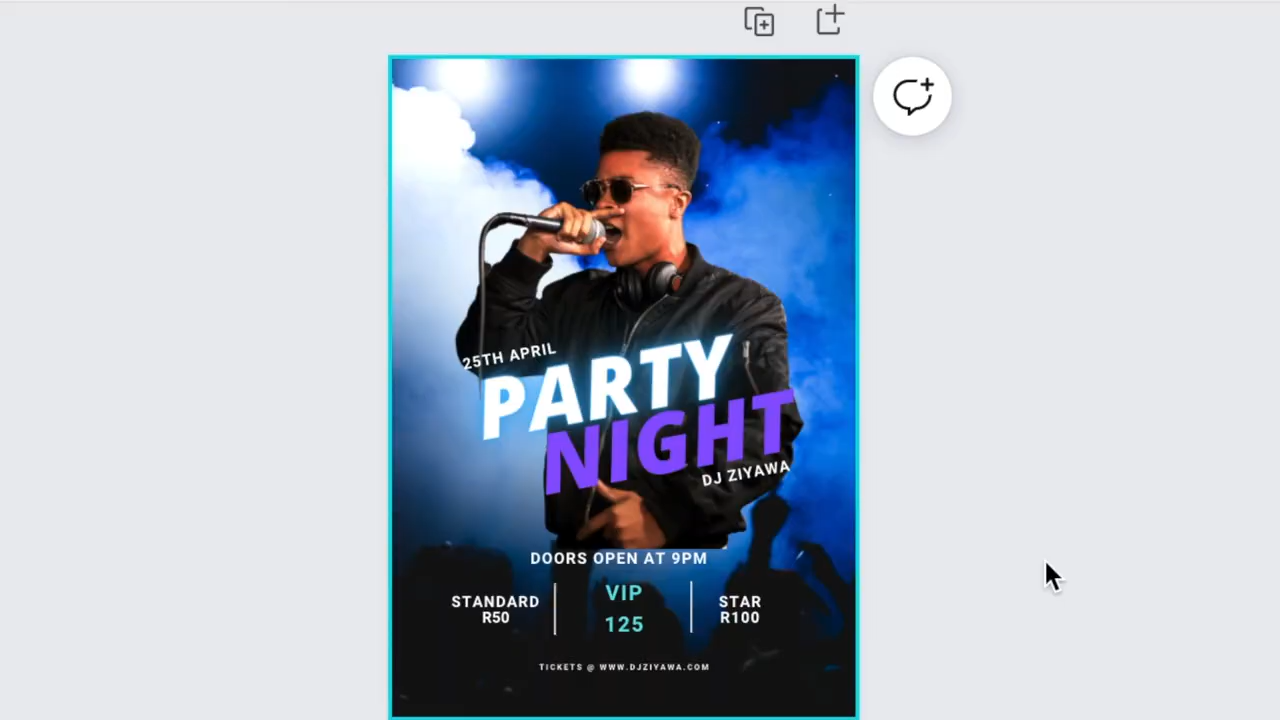 25TH APRIL
PARTY
NIGHT
DJ ZIYAWA
DOORS OPEN AT 9PM
STANDARD
R50
VIP
125
STAR
R100
TICKETS @ WWW.DJZIYAWA.COM